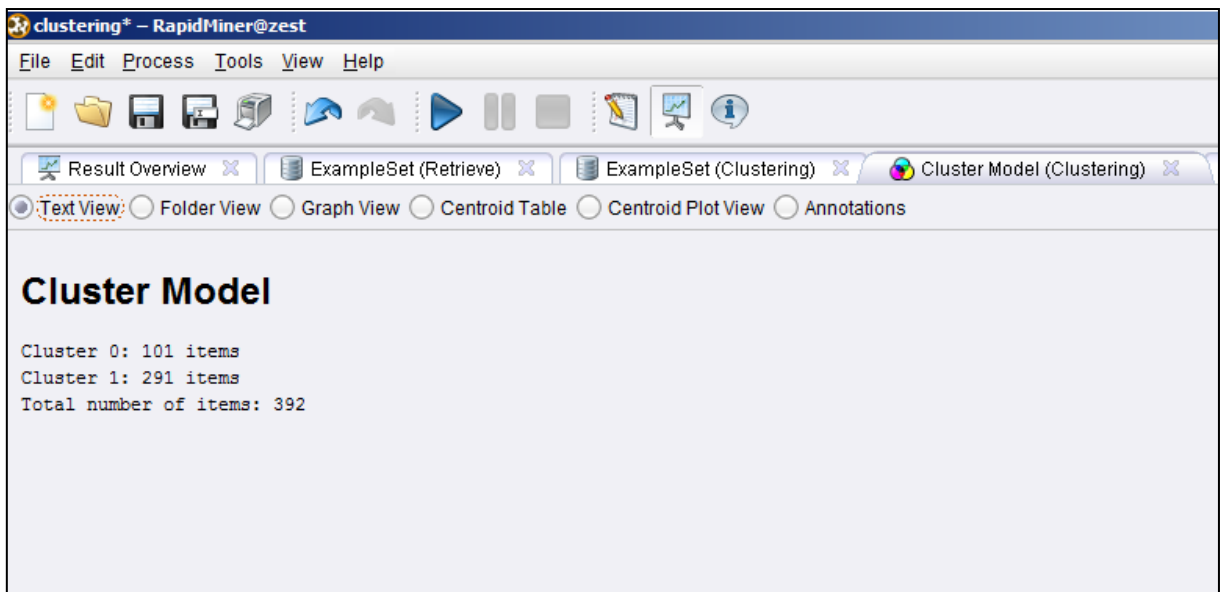 clustering* – RapidMiner@zest
File Edit Process Tools View Help
Result Overview ExampleSet (Retrieve) ExampleSet (Clustering) Cluster Model (Clustering)
Text View Folder View Graph View Centroid Table Centroid Plot View Annotations
Cluster Model
Cluster 0: 101 items
Cluster 1: 291 items
Total number of items: 392